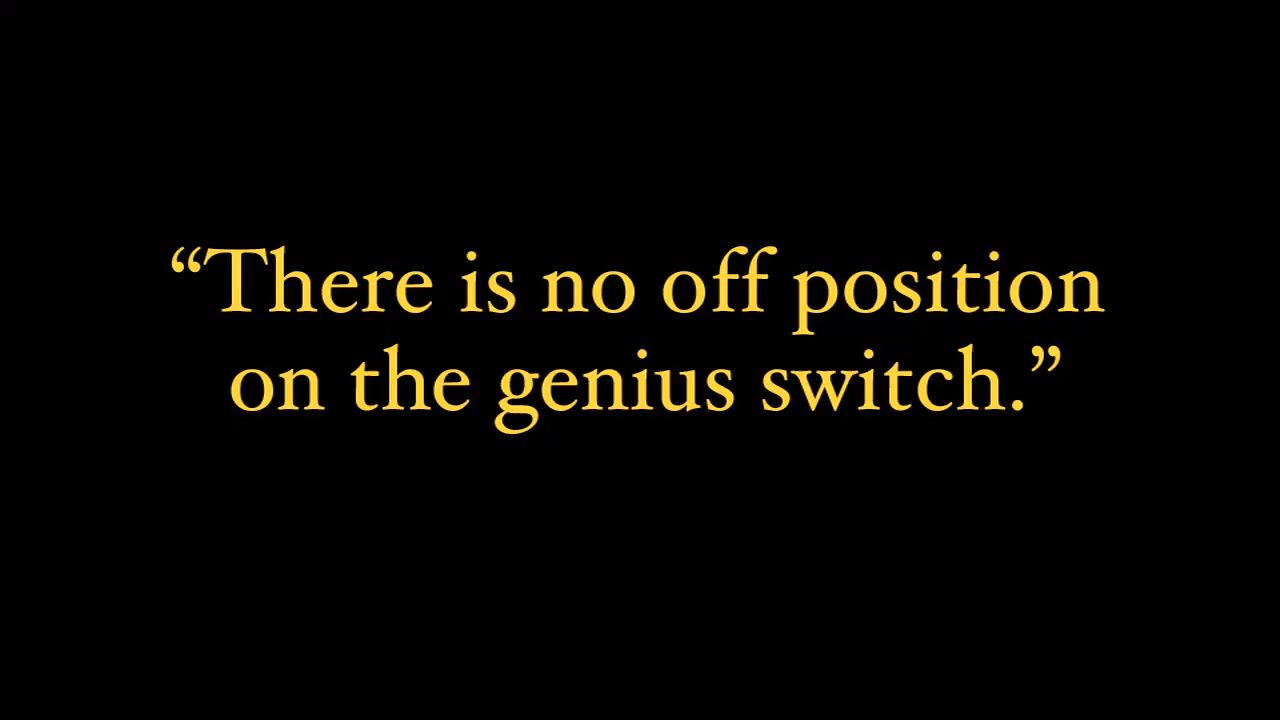 “There is no off position
on the genius switch.”